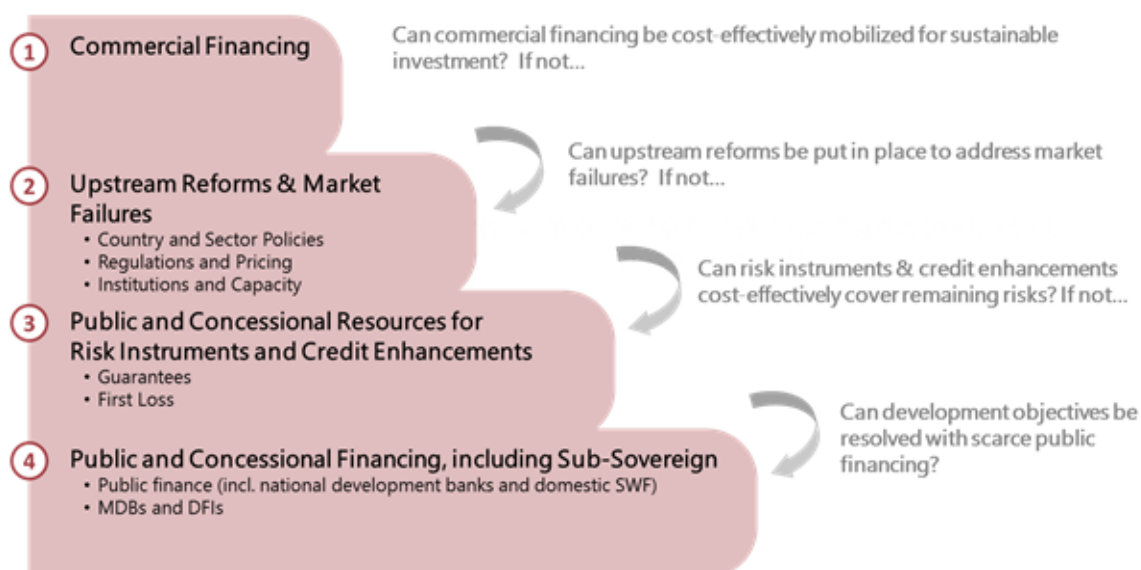 1
Commercial Financing
Can commercial financing be cost-effectively mobilized for sustainable
investment? If not...
Can upstream reforms be put in place to address market
failures? If not...
2
Upstream Reforms & Market
Failures
• Country and Sector Policies
• Regulations and Pricing
• Institutions and Capacity
Can risk instruments & credit enhancements
cost-effectively cover remaining risks? If not...
3
Public and Concessional Resources for
Risk Instruments and Credit Enhancements
• Guarantees
• First Loss
Can development objectives be
resolved with scarce public
financing?
4
Public and Concessional Financing, including Sub-Sovereign
• Public finance (incl. national development banks and domestic SWF)
• MDBs and DFIs